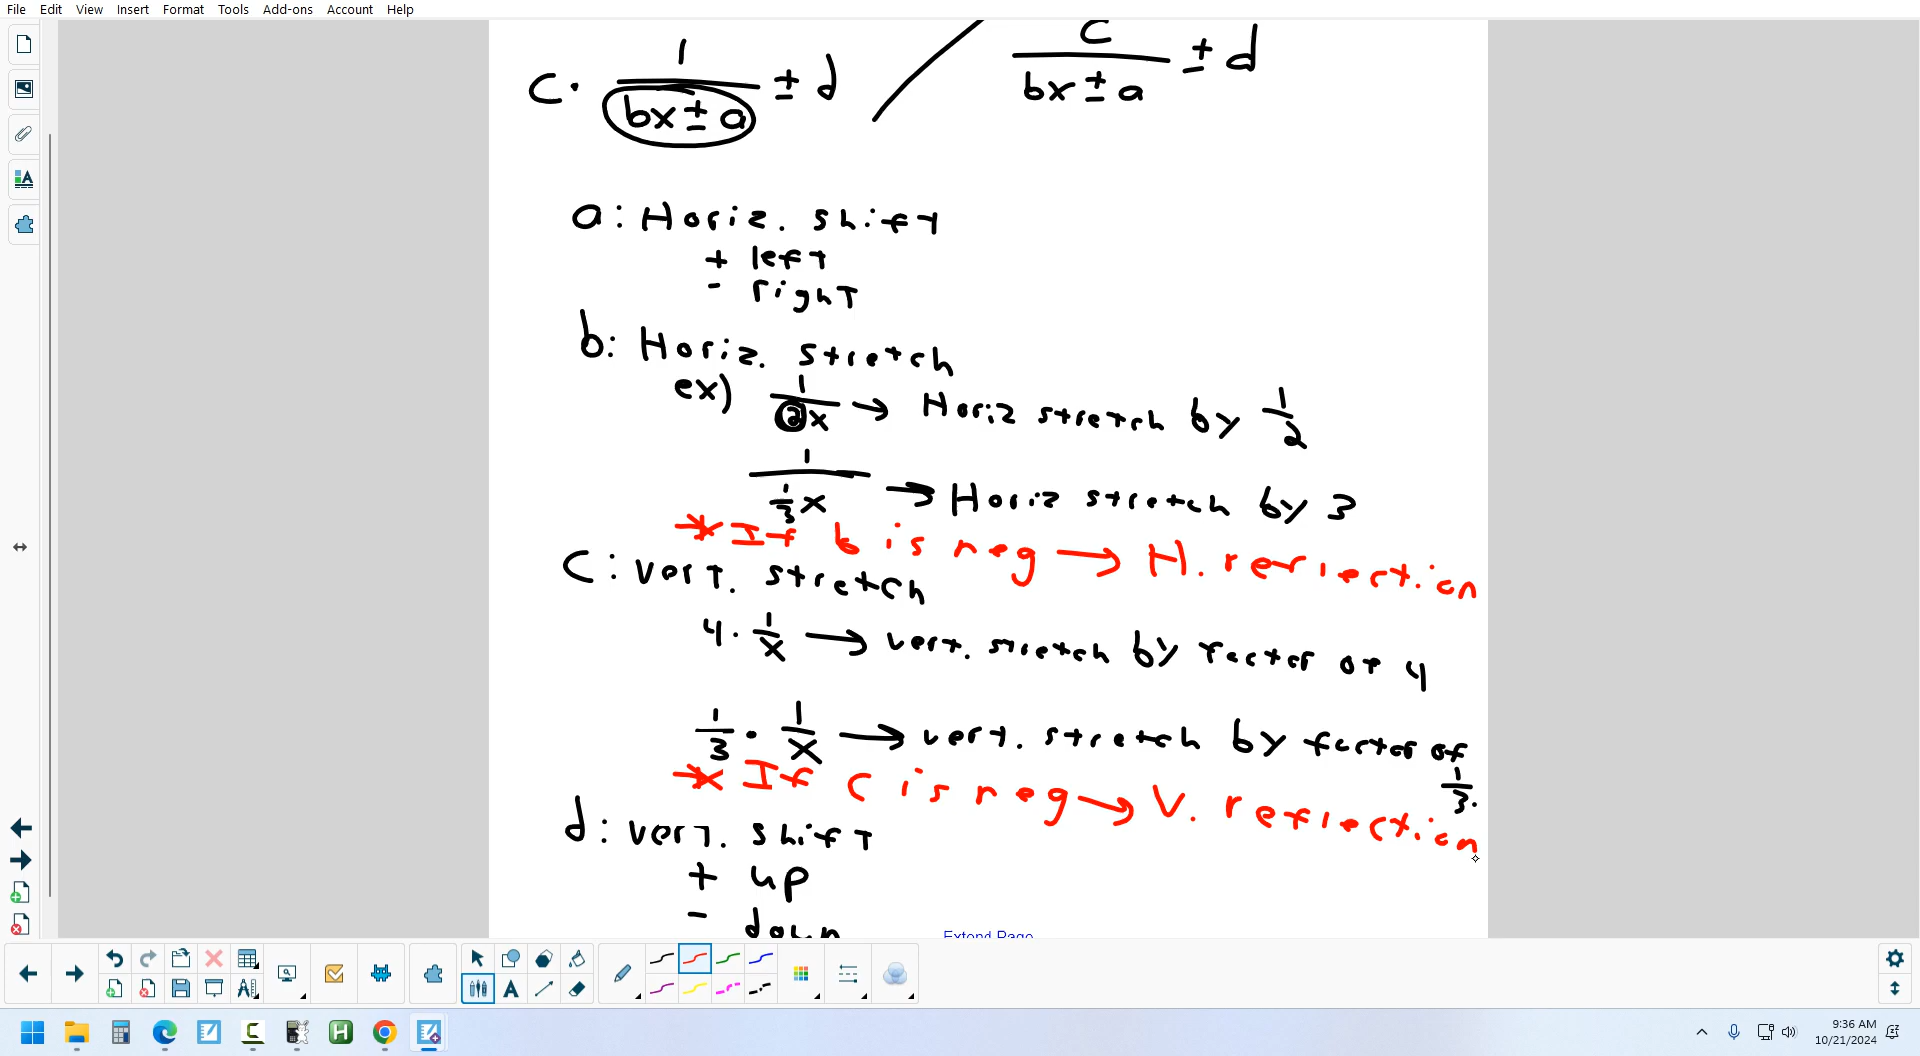 File Edit View Insert Format Tools Add-ons Account Help
c · 1/(bx ± a) ± d
c/(bx ± a) ± d
a: Horiz. shift
+ left
- right
b: Horiz. stretch
ex) 1/(2x) → Horiz stretch by 1/2
1/(1/3 x) → Horiz stretch by 3
* If b is neg → H. reflection
c: vert. stretch
4 · 1/x → vert. stretch by factor of 4
1/3 · 1/x → vert. stretch by factor of 1/3.
* If c is neg → V. reflection
d: vert. shift
+ up
- down
Extend Page
9:36 AM
10/21/2024